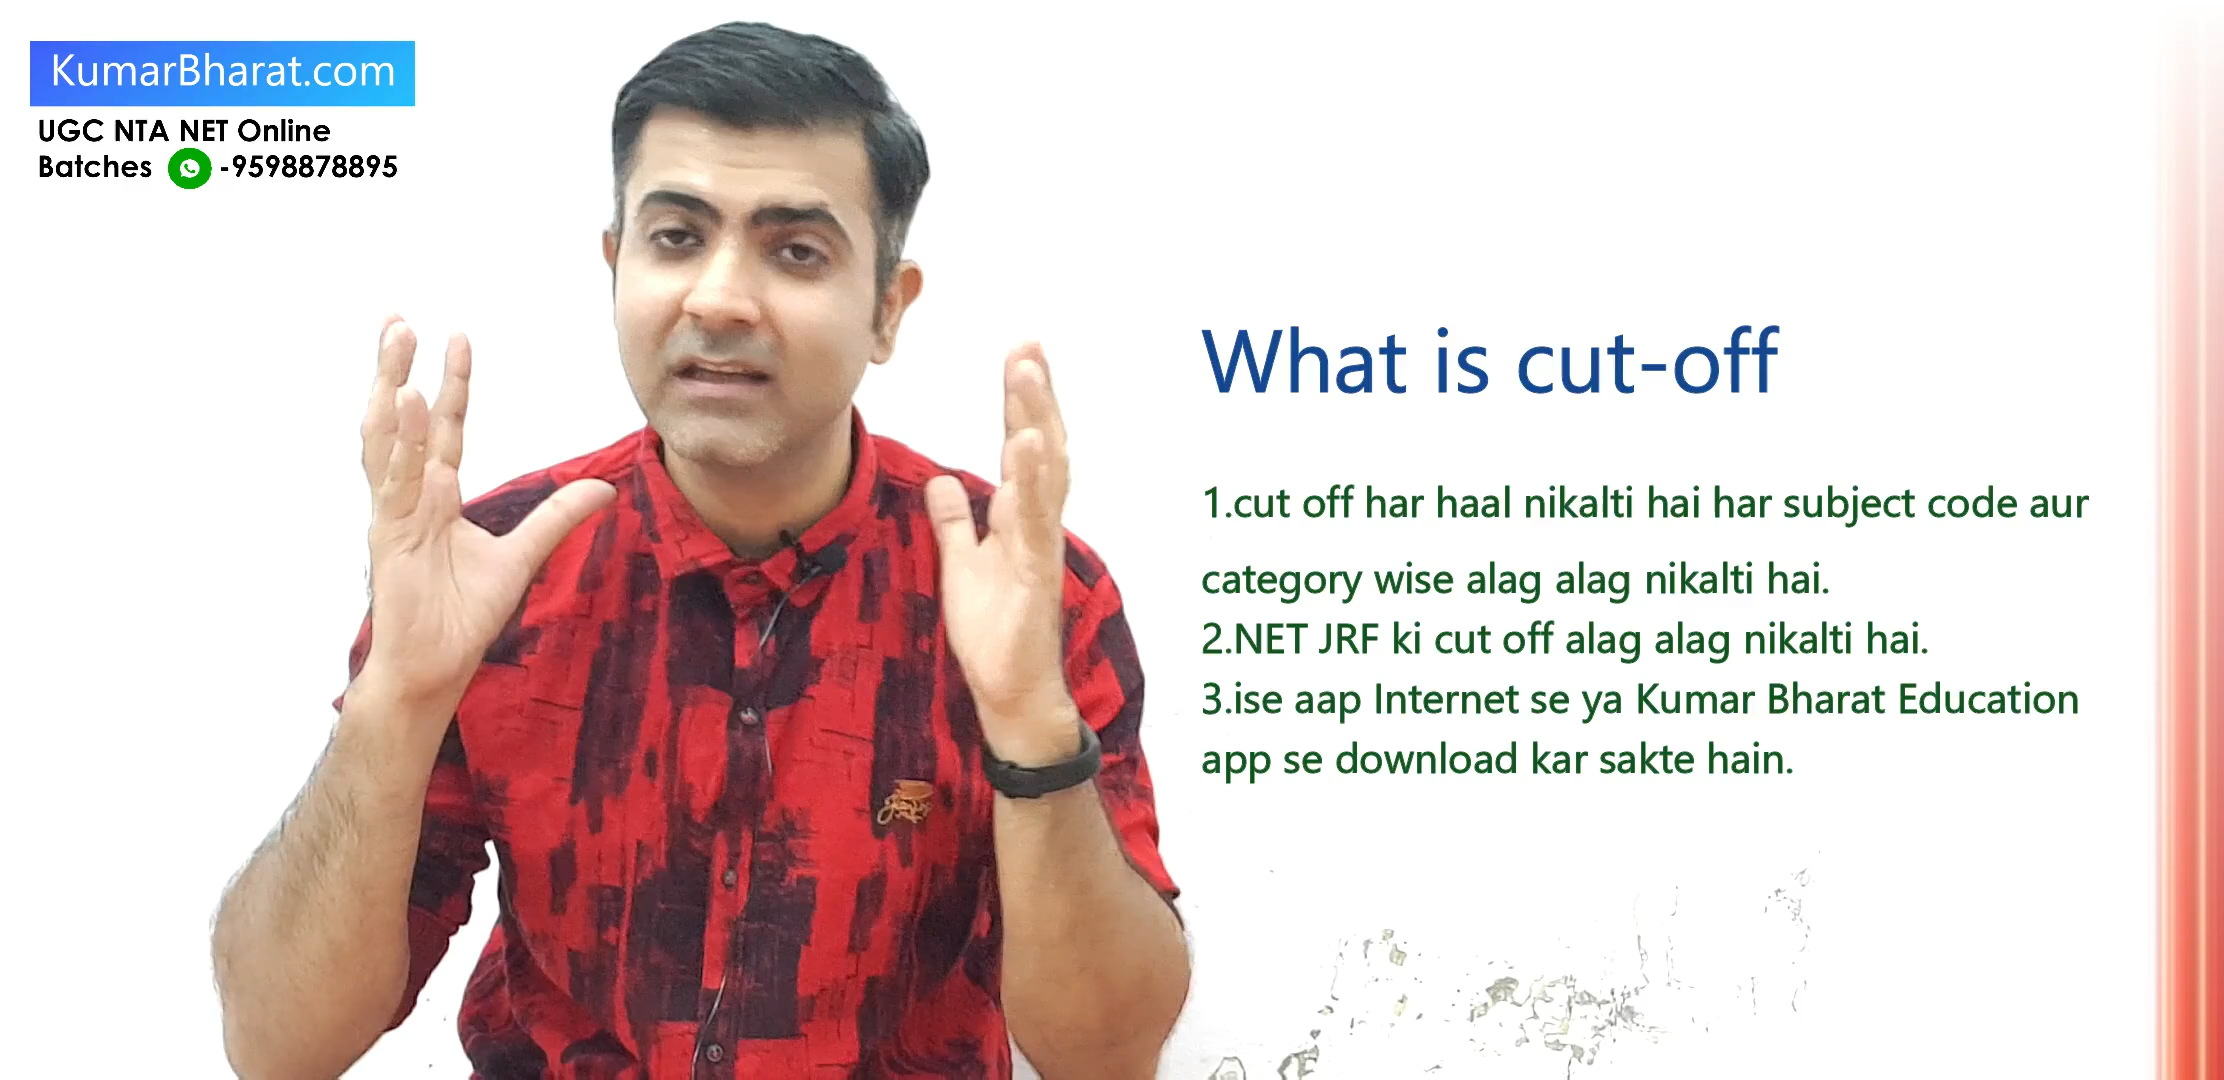 KumarBharat.com
UGC NTA NET Online
Batches -9598878895
What is cut-off
1.cut off har haal nikalti hai har subject code aur
category wise alag alag nikalti hai.
2.NET JRF ki cut off alag alag nikalti hai.
3.ise aap Internet se ya Kumar Bharat Education
app se download kar sakte hain.